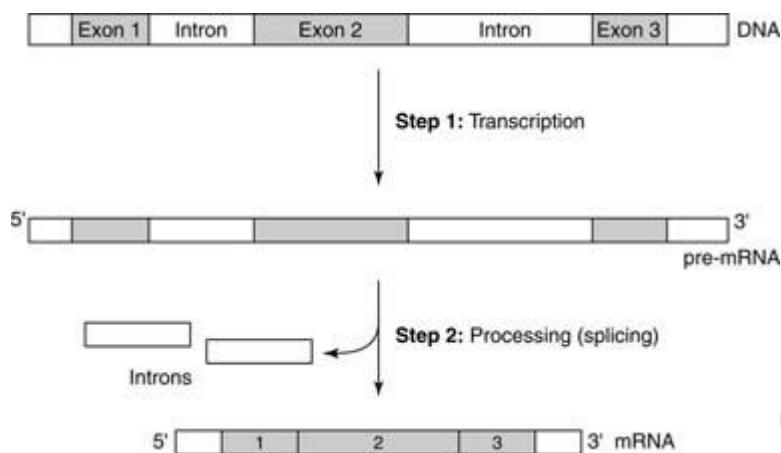 Exon 1 Intron Exon 2 Intron Exon 3 DNA
Step 1: Transcription
5' 3'
pre-mRNA
Step 2: Processing (splicing)
Introns
5' 1 2 3 3' mRNA